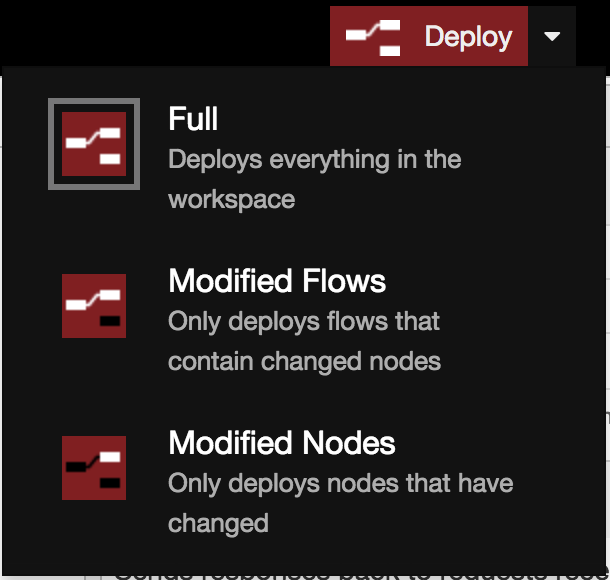 Deploy
Full
Deploys everything in the
workspace
Modified Flows
Only deploys flows that
contain changed nodes
Modified Nodes
Only deploys nodes that have
changed